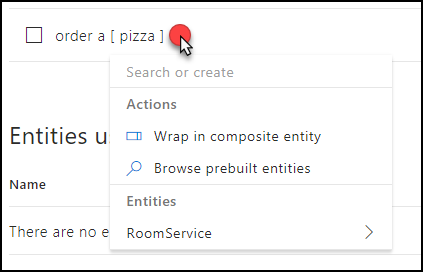 order a [ pizza ]
Search or create
Actions
Wrap in composite entity
Browse prebuilt entities
Entities
RoomService
Entities u
Name
There are no e